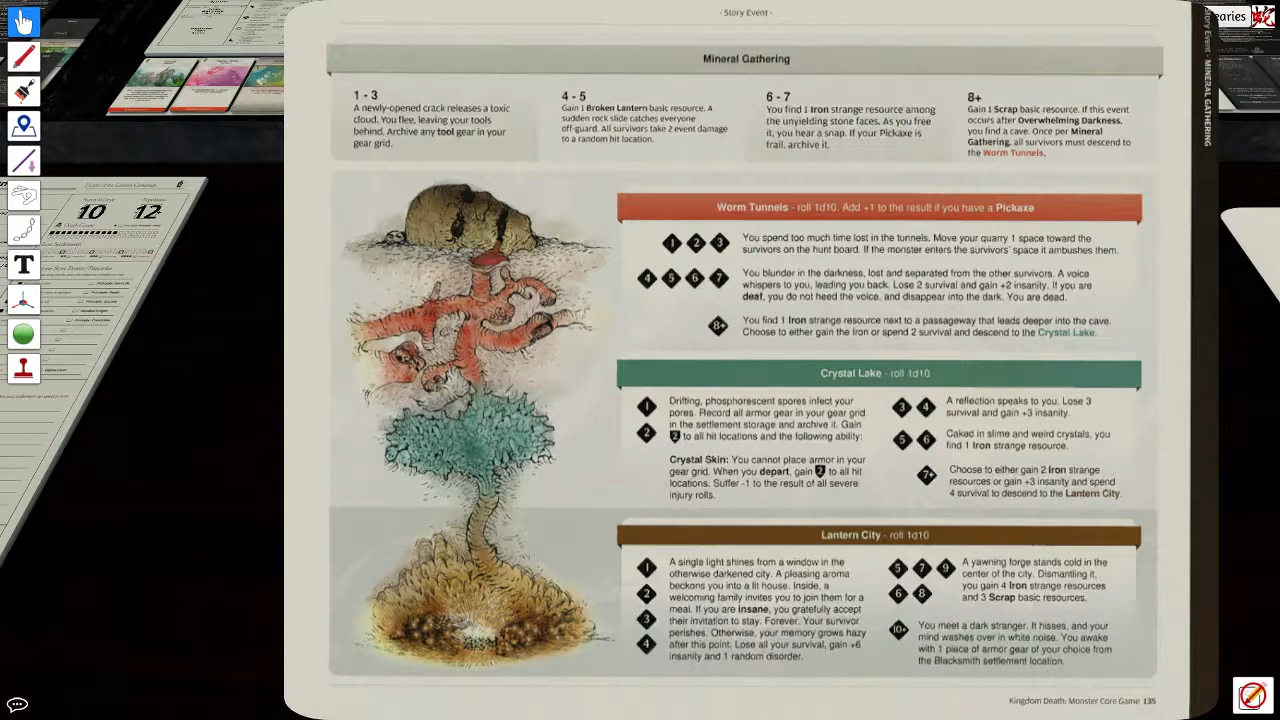 - Story Event -
Mineral Gathering
1 - 3
A newly-opened crack releases a toxic
cloud. You flee, leaving your tools
behind. Archive any tool gear in your
gear grid.
4 - 5
Gain 1 Broken Lantern basic resource. A
sudden rock slide catches everyone
off-guard. All survivors take 2 event damage
to a random hit location.
6 - 7
You find 1 Iron strange resource among
the unyielding stone faces. As you free
it, you hear a snap. If your Pickaxe is
frail, archive it.
8+
Gain 1 Scrap basic resource. If this event
occurs after Overwhelming Darkness,
you find a cave. Once per Mineral
Gathering, all survivors must descend to
the Worm Tunnels.
Worm Tunnels - roll 1d10. Add +1 to the result if you have a Pickaxe
1 2 3
You spend too much time lost in the tunnels. Move your quarry 1 space toward the
survivors on the hunt board. If the monster enters the survivors' space it ambushes them.
4 5 6 7
You blunder in the darkness, lost and separated from the other survivors. A voice
whispers to you, leading you back. Lose 2 survival and gain +2 insanity. If you are
deaf, you do not heed the voice, and disappear into the dark. You are dead.
8+
You find 1 Iron strange resource next to a passageway that leads deeper into the cave.
Choose to either gain the Iron or spend 2 survival and descend to the Crystal Lake.
Crystal Lake - roll 1d10
1
2
Drifting, phosphorescent spores infect your
pores. Record all armor gear in your gear grid
in the settlement storage and archive it. Gain
2 to all hit locations and the following ability:
Crystal Skin: You cannot place armor in your
gear grid. When you depart, gain 2 to all hit
locations. Suffer -1 to the result of all severe
injury rolls.
3 4
A reflection speaks to you. Lose 3
survival and gain +3 insanity.
5 6
Caked in slime and weird crystals, you
find 1 Iron strange resource.
7+
Choose to either gain 2 Iron strange
resources or gain +3 insanity and spend
4 survival to descend to the Lantern City.
Lantern City - roll 1d10
1
2
3
4
A single light shines from a window in the
otherwise darkened city. A pleasing aroma
beckons you into a lit house. Inside, a
welcoming family invites you to join them for a
meal. If you are insane, you gratefully accept
their invitation to stay. Forever. Your survivor
perishes. Otherwise, your memory grows hazy
after this point. Lose all your survival, gain +6
insanity and 1 random disorder.
5 7 9
6 8
A yawning forge stands cold in the
center of the city. Dismantling it,
you gain 4 Iron strange resources
and 3 Scrap basic resources.
10+
You meet a dark stranger. It hisses, and your
mind washes over in white noise. You awake
with 1 piece of armor gear of your choice from
the Blacksmith settlement location.
Kingdom Death: Monster Core Game 135
Story Event - MINERAL GATHERING
aries
Survival Limit
Population
10
12
Death Count
T